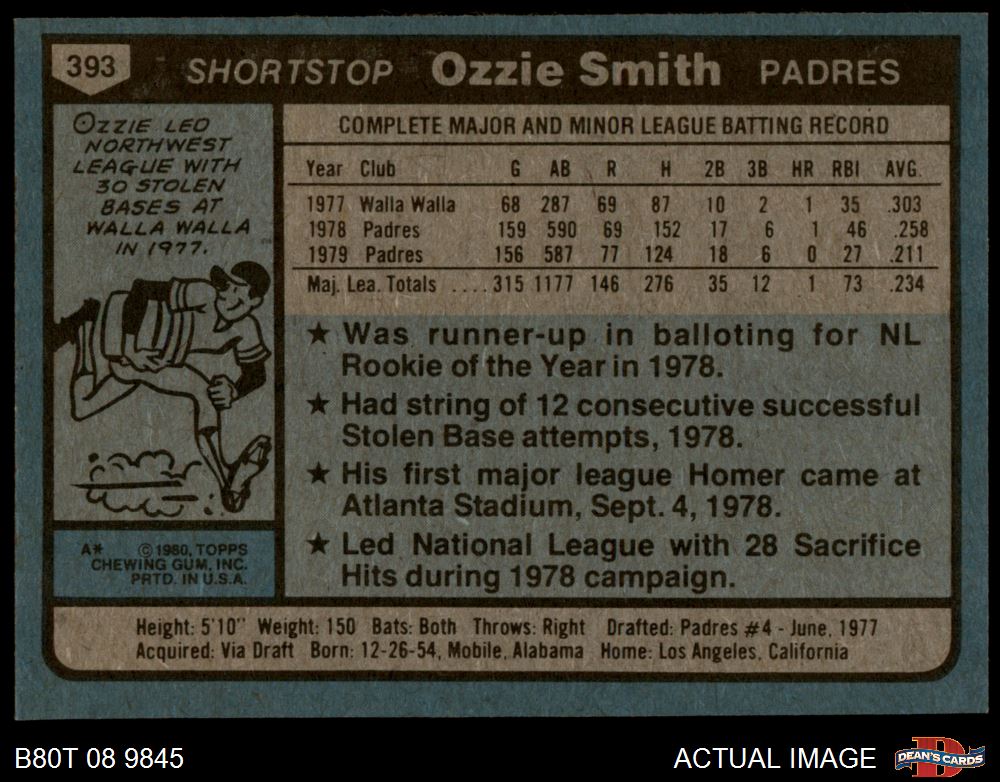 393 SHORTSTOP Ozzie Smith PADRES
OZZIE LED
NORTHWEST
LEAGUE WITH
30 STOLEN
BASES AT
WALLA WALLA
IN 1977.
COMPLETE MAJOR AND MINOR LEAGUE BATTING RECORD
Year Club G AB R H 2B 3B HR RBI AVG.
1977 Walla Walla 68 287 69 87 10 2 1 35 .303
1978 Padres 159 590 69 152 17 6 1 46 .258
1979 Padres 156 587 77 124 18 6 0 27 .211
Maj. Lea. Totals ....315 1177 146 276 35 12 1 73 .234
★ Was runner-up in balloting for NL
Rookie of the Year in 1978.
★ Had string of 12 consecutive successful
Stolen Base attempts, 1978.
★ His first major league Homer came at
Atlanta Stadium, Sept. 4, 1978.
★ Led National League with 28 Sacrifice
Hits during 1978 campaign.
A* ©1980, TOPPS
CHEWING GUM, INC.
PRTD. IN U.S.A.
Height: 5'10" Weight: 150 Bats: Both Throws: Right Drafted: Padres #4 - June, 1977
Acquired: Via Draft Born: 12-26-54, Mobile, Alabama Home: Los Angeles, California
B80T 08 9845 ACTUAL IMAGE
DEAN'S CARDS